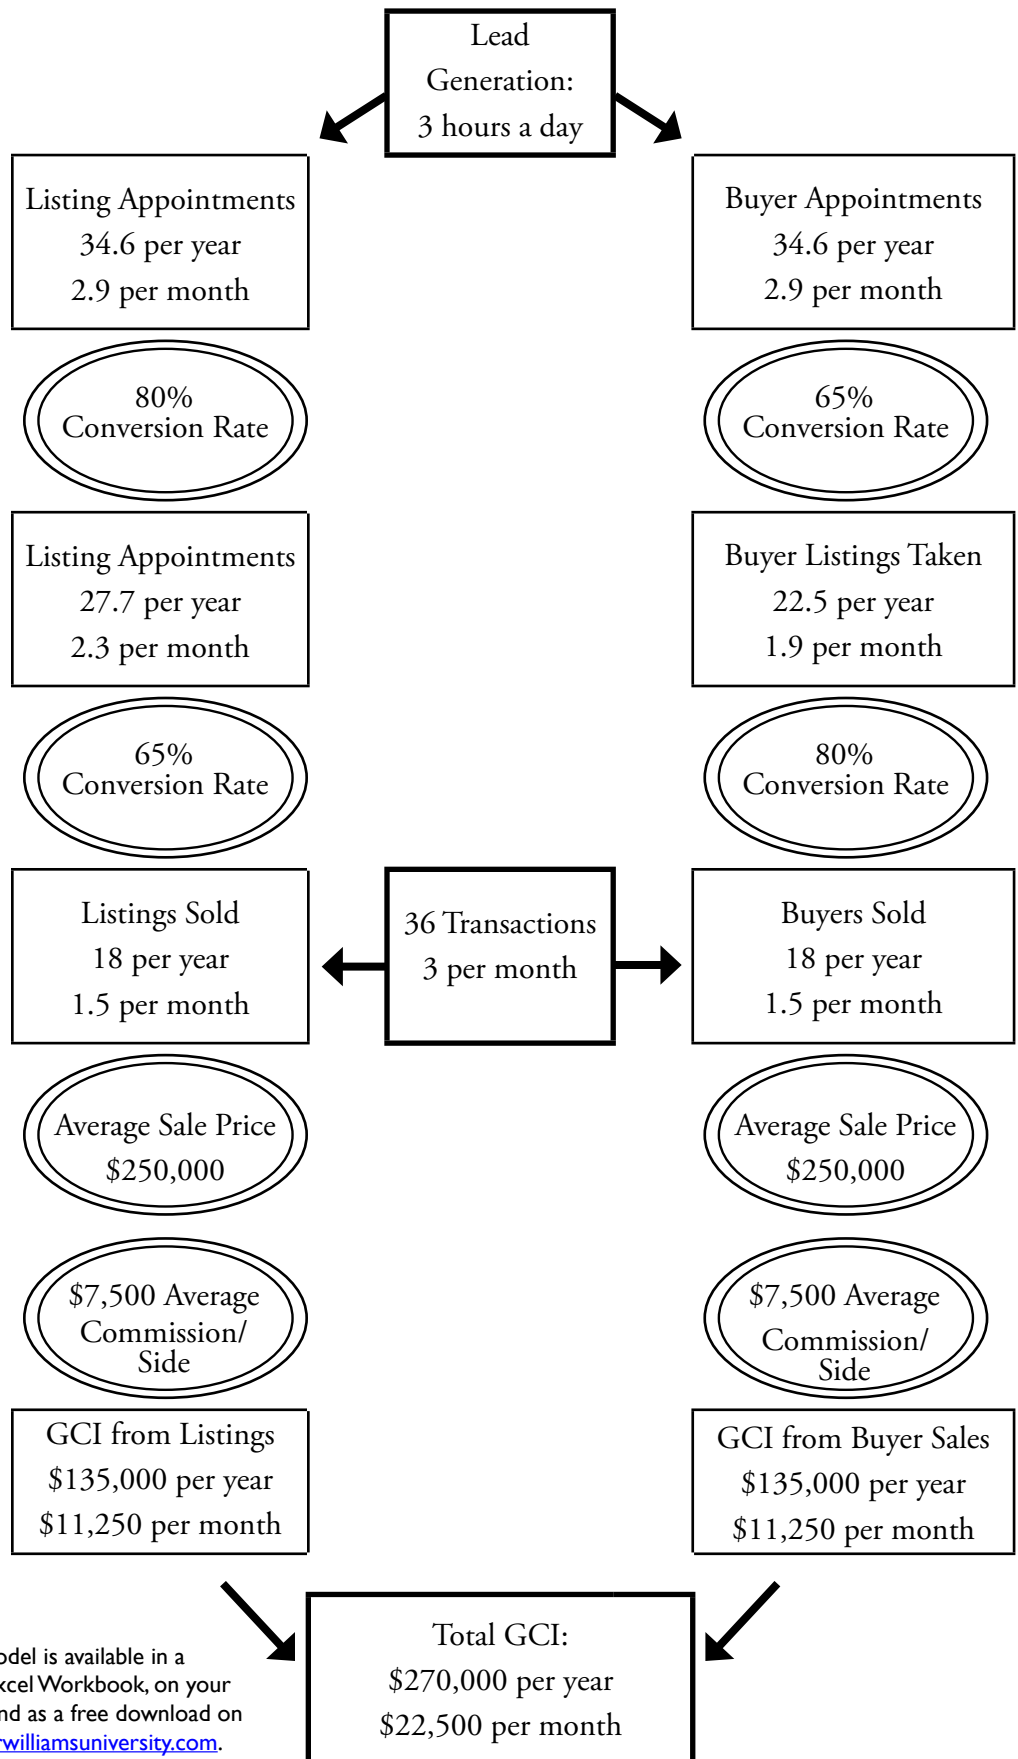 Lead
Generation:
3 hours a day
Listing Appointments
34.6 per year
2.9 per month
Buyer Appointments
34.6 per year
2.9 per month
80%
Conversion Rate
65%
Conversion Rate
Listing Appointments
27.7 per year
2.3 per month
Buyer Listings Taken
22.5 per year
1.9 per month
65%
Conversion Rate
80%
Conversion Rate
Listings Sold
18 per year
1.5 per month
36 Transactions
3 per month
Buyers Sold
18 per year
1.5 per month
Average Sale Price
$250,000
Average Sale Price
$250,000
$7,500 Average
Commission/
Side
$7,500 Average
Commission/
Side
GCI from Listings
$135,000 per year
$11,250 per month
GCI from Buyer Sales
$135,000 per year
$11,250 per month
Total GCI:
$270,000 per year
$22,500 per month
odel is available in a
xcel Workbook, on your
nd as a free download on
rwilliamsuniversity.com.